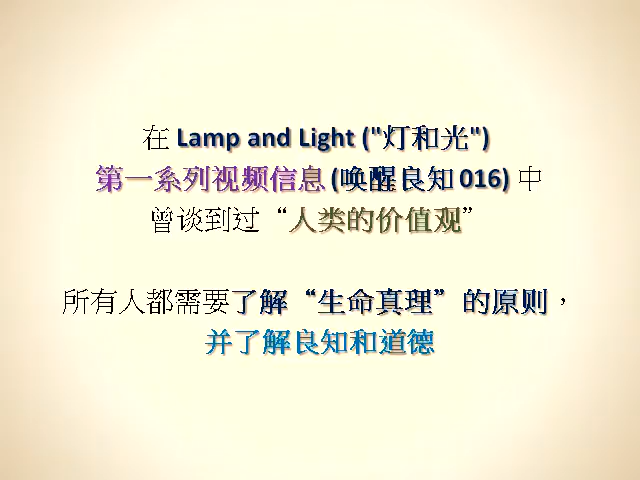 在 Lamp and Light ("灯和光")
第一系列视频信息 (唤醒良知 016) 中
曾谈到过“人类的价值观”
所有人都需要了解“生命真理”的原则，
并了解良知和道德